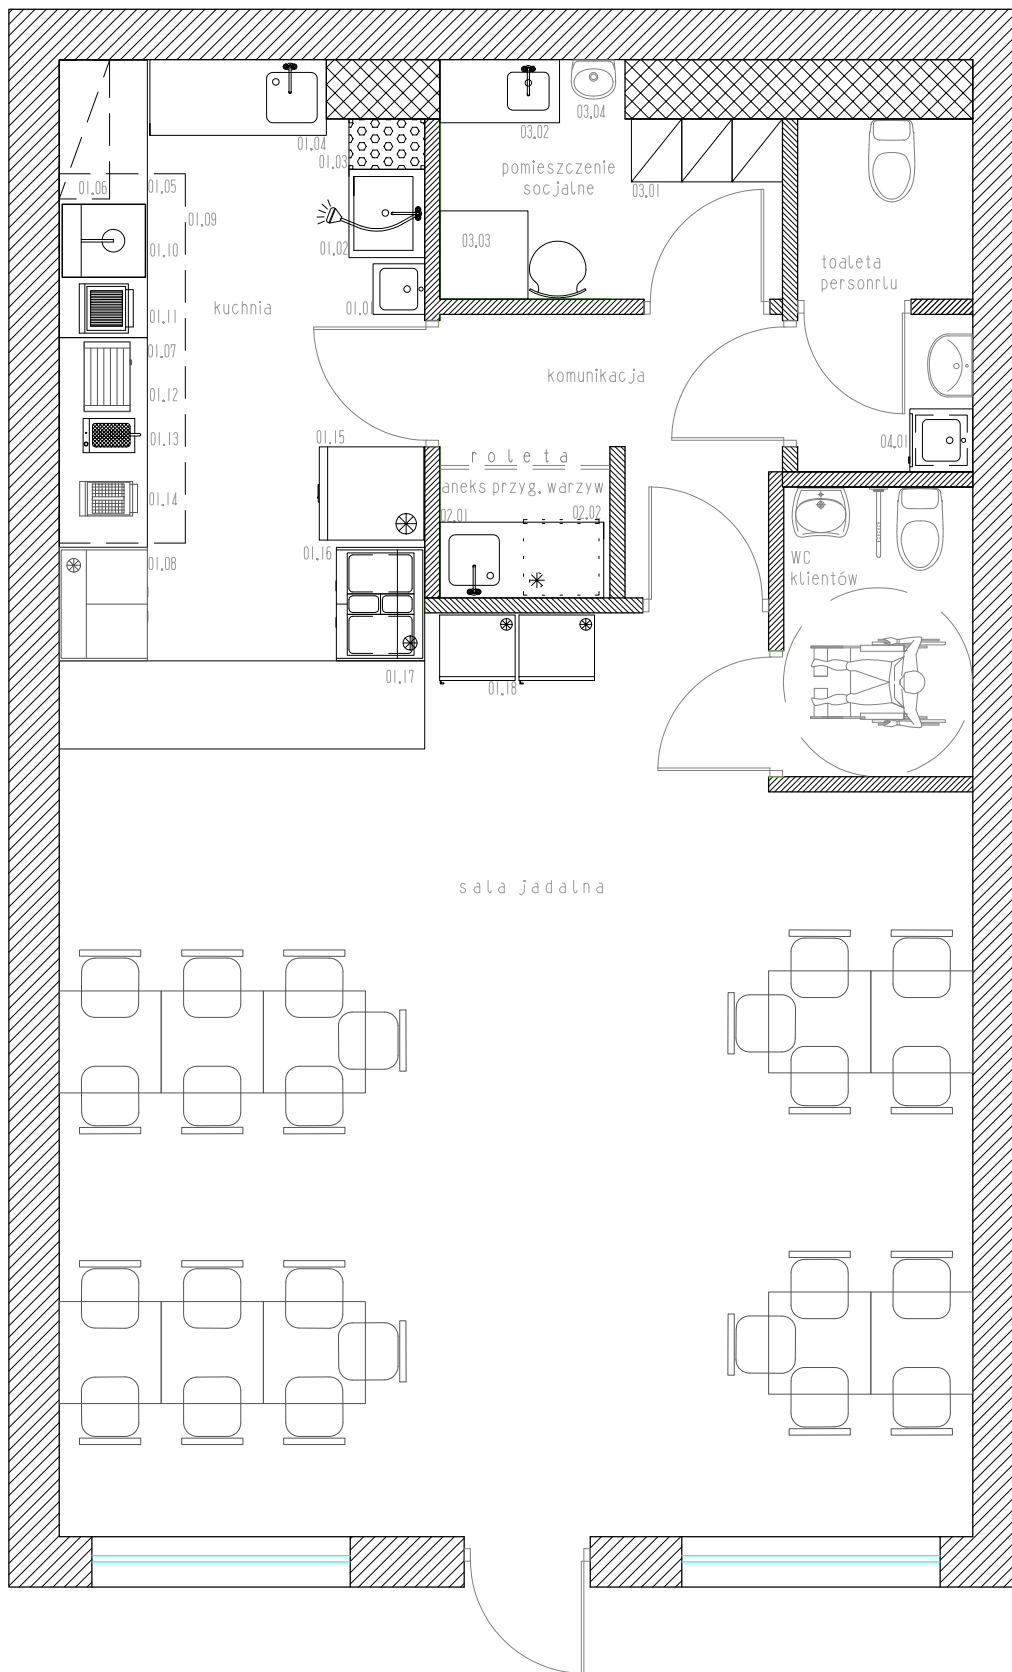 03.02
03.04
01.04
01.03
pomieszczenie
socjalne
03.01
01.06
01.05
01.09
03.03
01.02
01.10
toaleta
personrlu
01.01
kuchnia
01.11
01.07
komunikacja
01.12
01.13
01.15
roleta
04.01
aneks przyg. warzyw
01.14
02.01
02.02
01.16
01.08
WC
klientów
01.17
01.18
sala jadalna